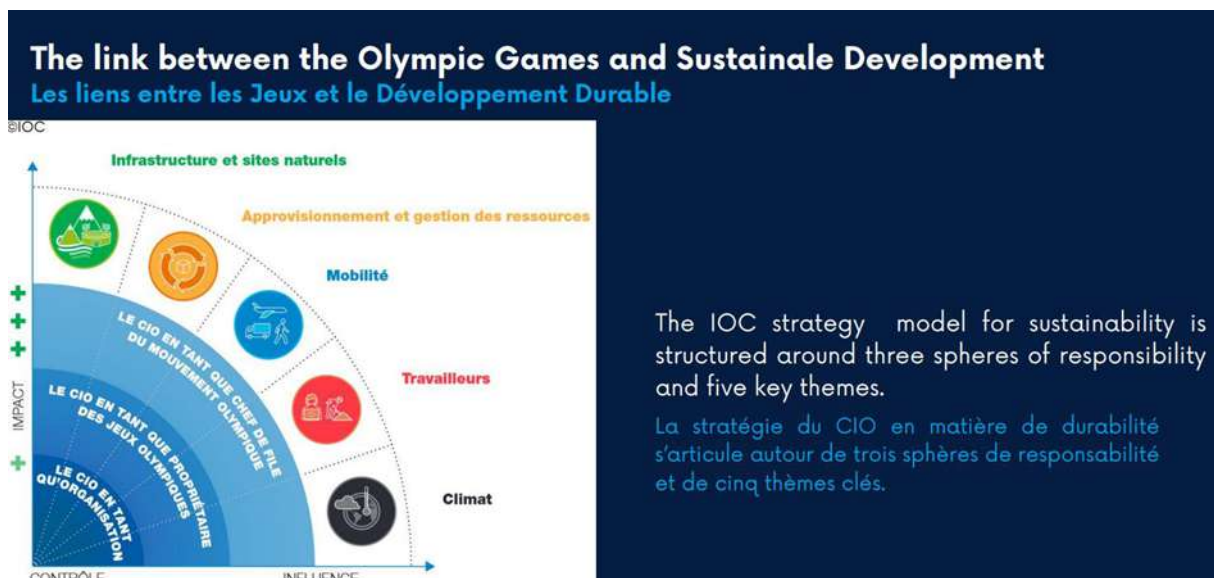 The link between the Olympic Games and Sustainale Development
Les liens entre les Jeux et le Développement Durable
©IOC
Infrastructure et sites naturels
Approvisionnement et gestion des ressources
Mobilité
Travailleurs
Climat
IMPACT
LE CIO EN TANT QUE CHEF DE FILE
DU MOUVEMENT OLYMPIQUE
LE CIO EN TANT QUE PROPRIÉTAIRE
DES JEUX OLYMPIQUES
LE CIO EN TANT
QU'ORGANISATION
CONTRÔLE
INFLUENCE
The IOC strategy model for sustainability is
structured around three spheres of responsibility
and five key themes.
La stratégie du CIO en matière de durabilité
s'articule autour de trois sphères de responsabilité
et de cinq thèmes clés.